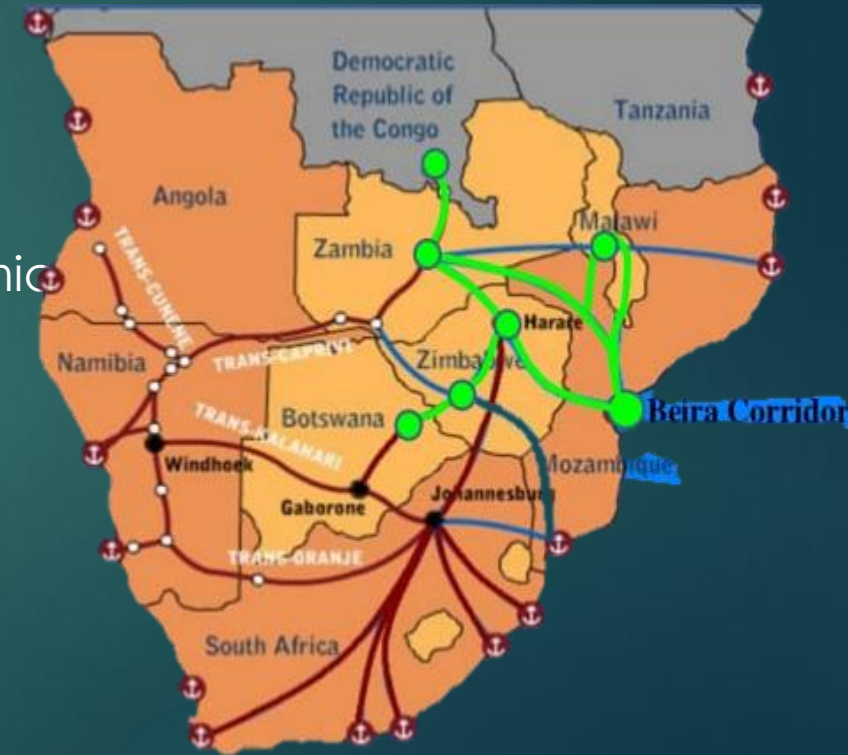 Democratic
Republic of
the Congo
Tanzania
Angola
Malawi
Zambia
nic
TRANS-CUNENE
Harare
Namibia
TRANS-CAPRIVI
Zimbabwe
Botswana
Beira Corridor
TRANS-KALAHARI
Windhoek
Mozambique
Gaborone
Johannesburg
TRANS-ORANJE
South Africa